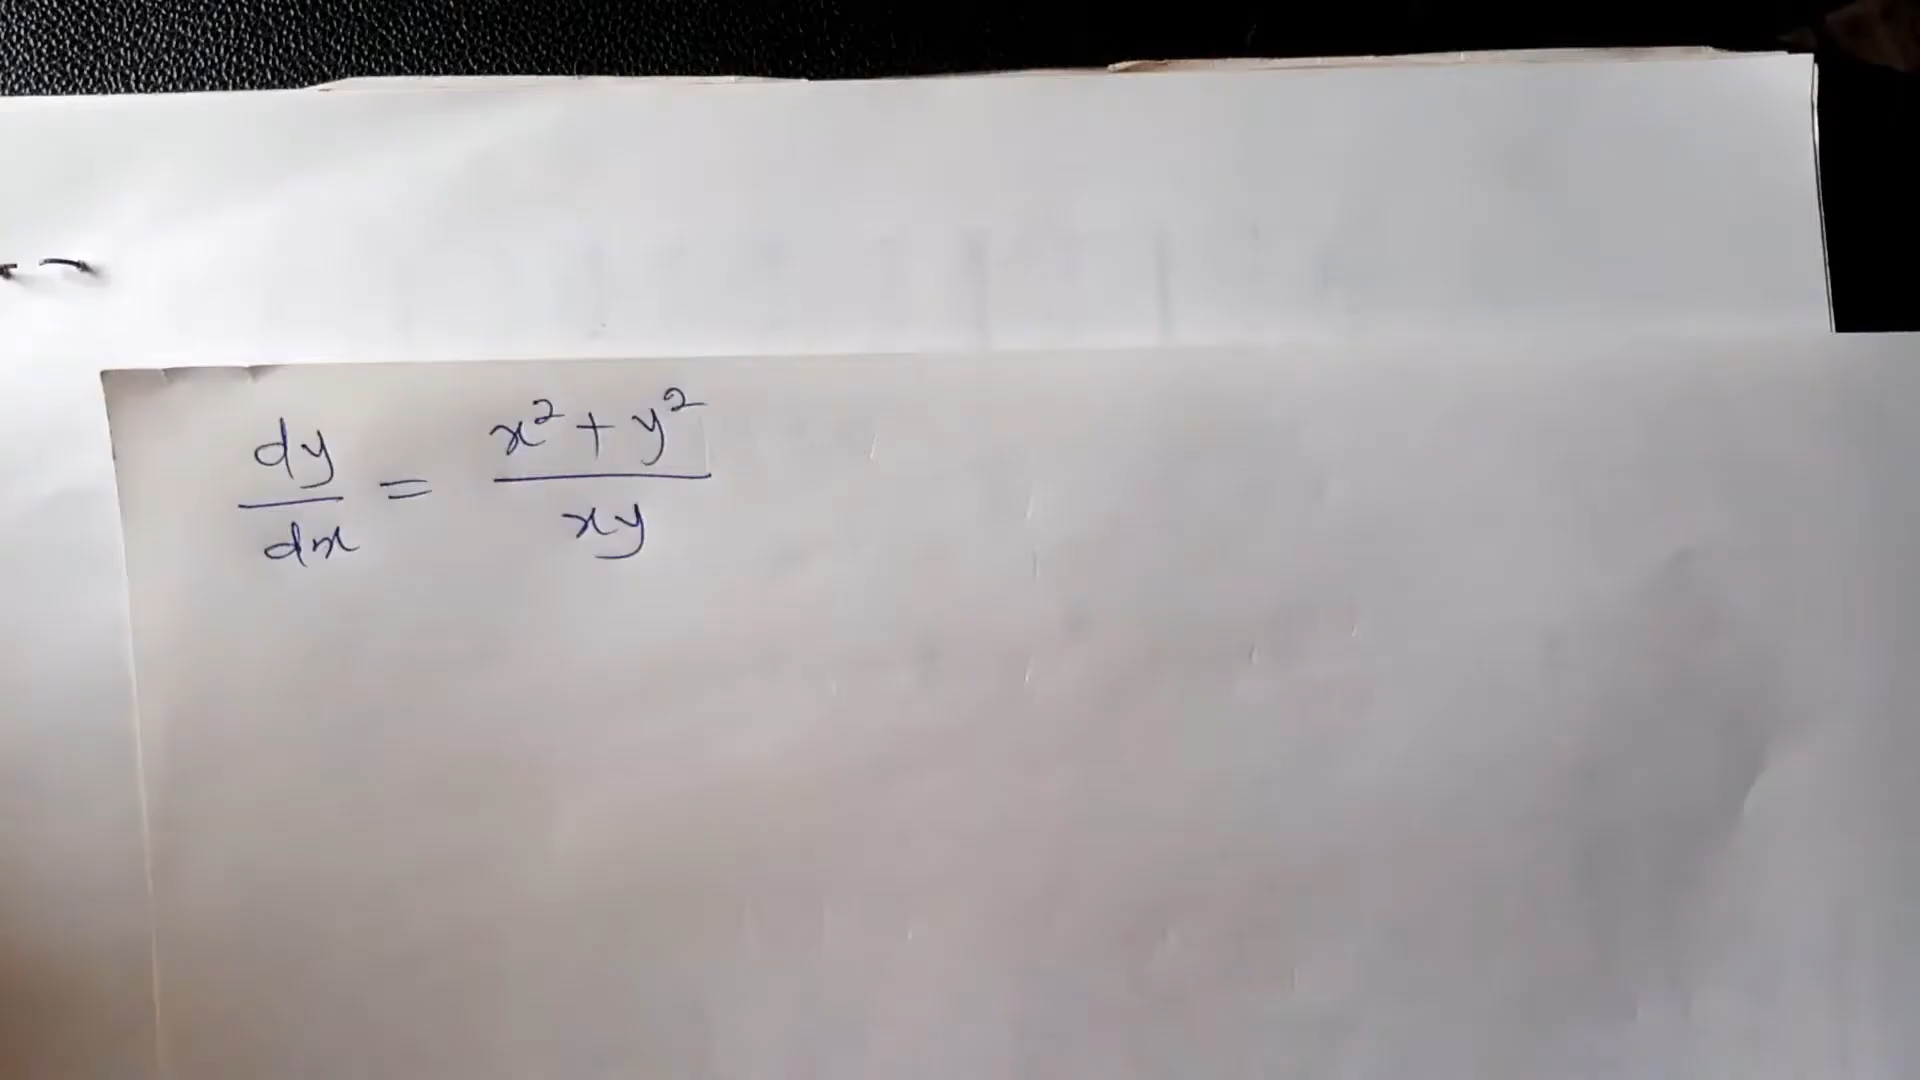 dy/dx = x² + y² / xy